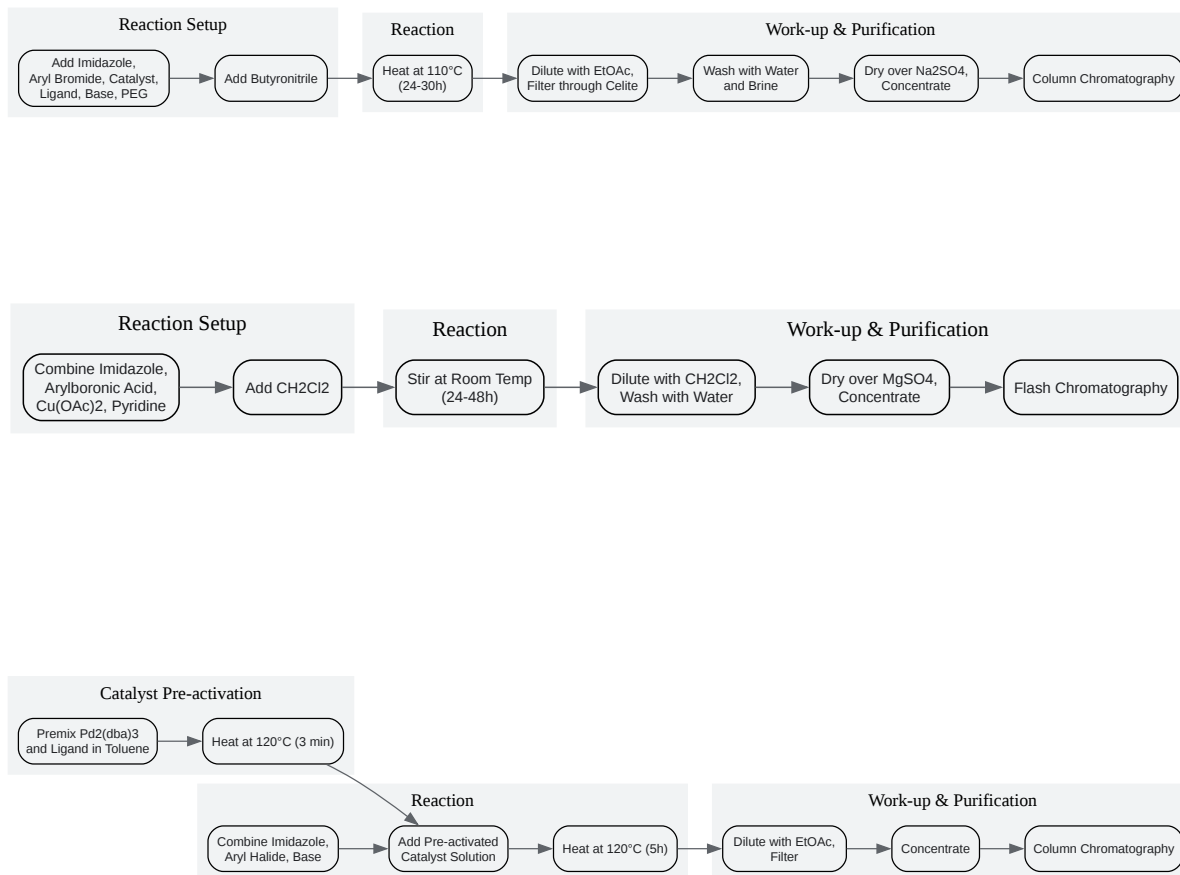 Reaction Setup
Add Imidazole,
Aryl Bromide, Catalyst,
Ligand, Base, PEG
Add Butyronitrile
Reaction
Heat at 110°C
(24-30h)
Work-up & Purification
Dilute with EtOAc,
Filter through Celite
Wash with Water
and Brine
Dry over Na2SO4,
Concentrate
Column Chromatography
Reaction Setup
Combine Imidazole,
Arylboronic Acid,
Cu(OAc)2, Pyridine
Add CH2Cl2
Reaction
Stir at Room Temp
(24-48h)
Work-up & Purification
Dilute with CH2Cl2,
Wash with Water
Dry over MgSO4,
Concentrate
Flash Chromatography
Catalyst Pre-activation
Premix Pd2(dba)3
and Ligand in Toluene
Heat at 120°C (3 min)
Reaction
Combine Imidazole,
Aryl Halide, Base
Add Pre-activated
Catalyst Solution
Heat at 120°C (5h)
Work-up & Purification
Dilute with EtOAc,
Filter
Concentrate
Column Chromatography